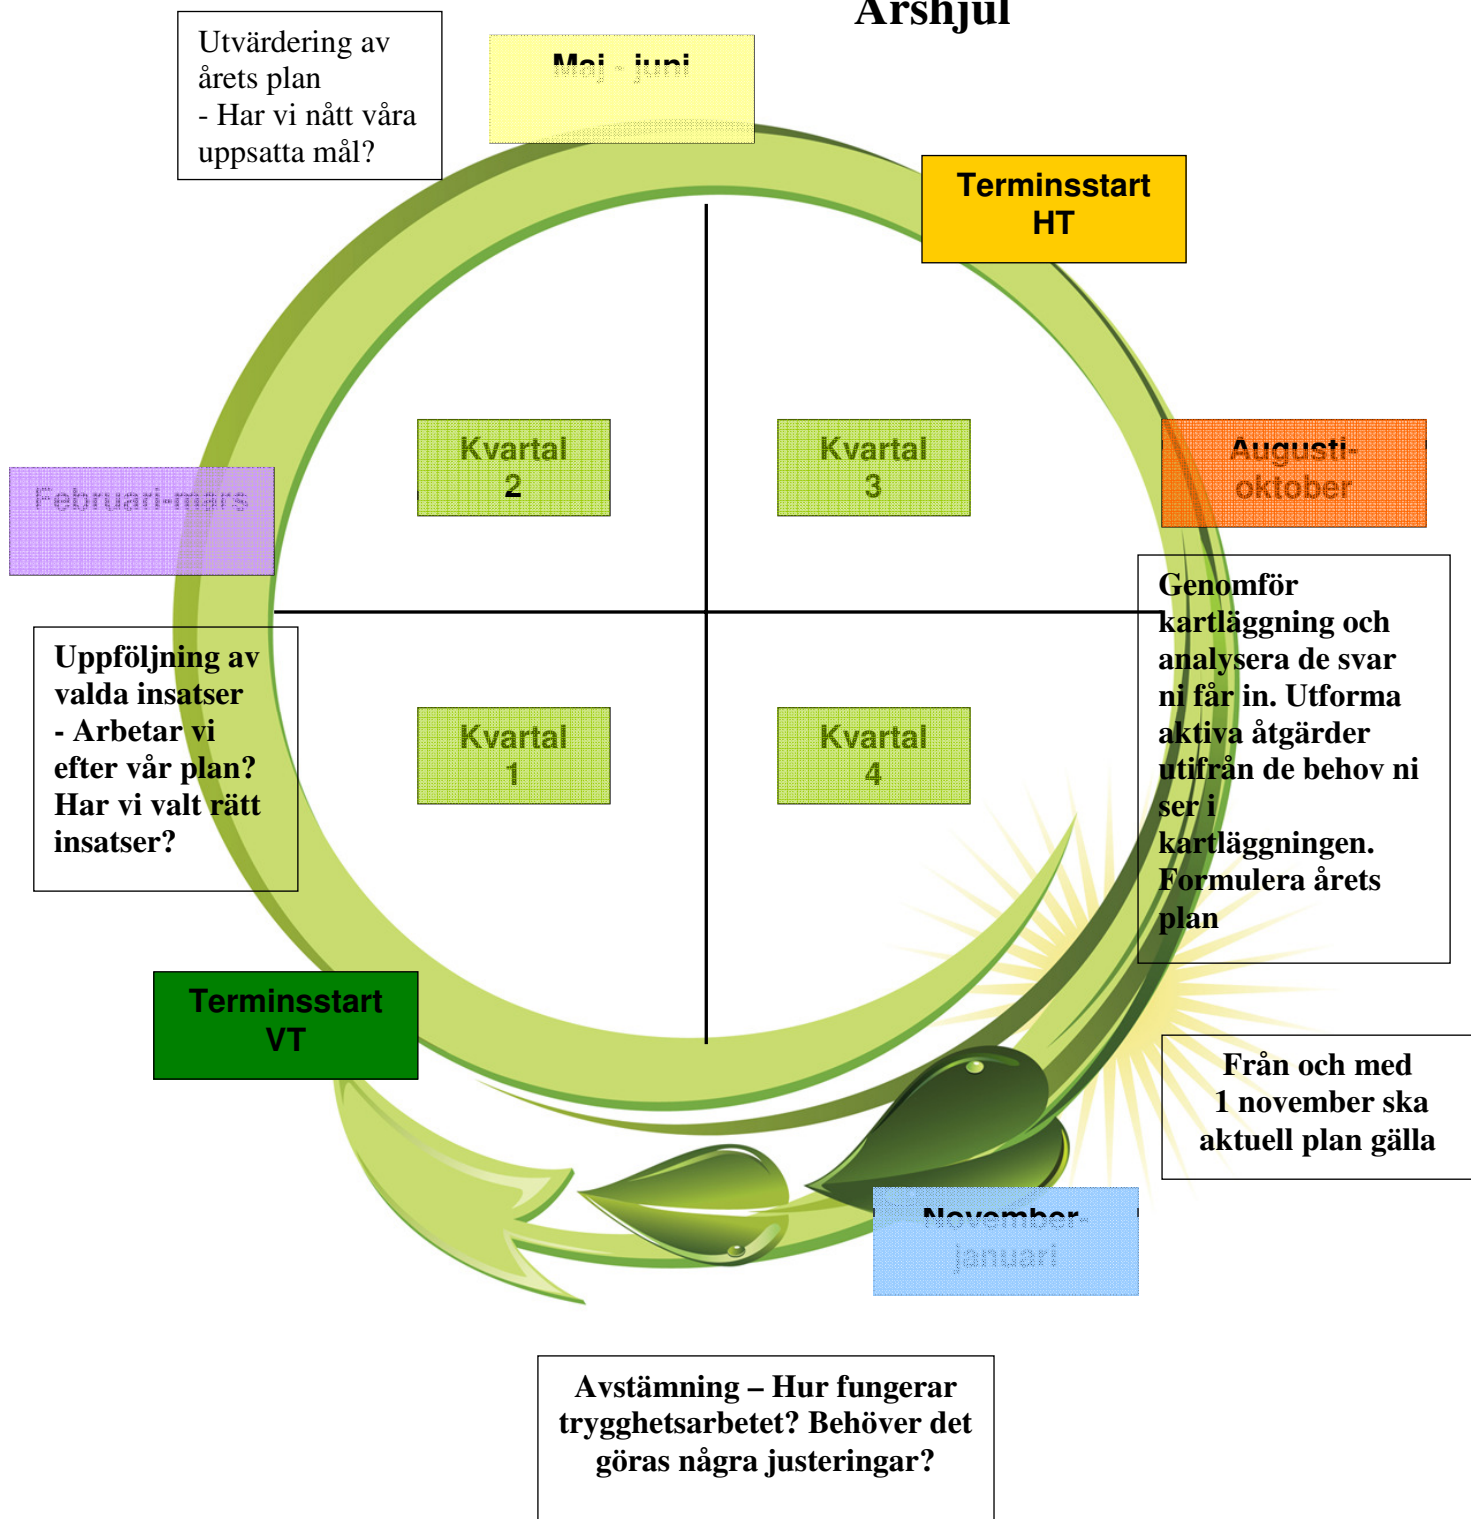 Årshjul
Utvärdering av
årets plan
- Har vi nått våra
uppsatta mål?
Maj - juni
Terminsstart
HT
Kvartal
2
Kvartal
3
Augusti-
oktober
Februari-mars
Genomför
kartläggning och
analysera de svar
ni får in. Utforma
aktiva åtgärder
utifrån de behov ni
ser i
kartläggningen.
Formulera årets
plan
Uppföljning av
valda insatser
- Arbetar vi
efter vår plan?
Har vi valt rätt
insatser?
Kvartal
1
Kvartal
4
Terminsstart
VT
Från och med
1 november ska
aktuell plan gälla
November-
januari
Avstämning – Hur fungerar
trygghetsarbetet? Behöver det
göras några justeringar?